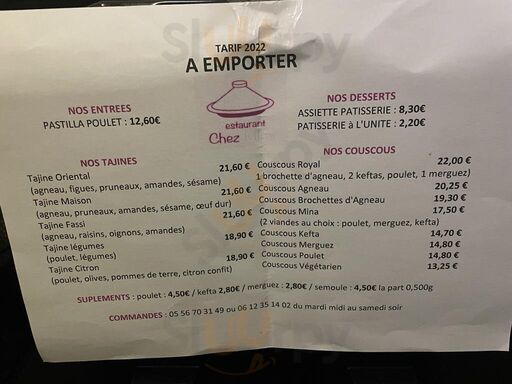 TARIF 2022
A EMPORTER
NOS ENTREES
PASTILLA POULET : 12,60€
estaurant
Chez
NOS DESSERTS
ASSIETTE PATISSERIE : 8,30€
PATISSERIE à L'UNITE : 2,20€
NOS TAJINES
Tajine Oriental 21,60 €
(agneau, figues, pruneaux, amandes, sésame)
Tajine Maison 21,60 €
(agneau, pruneaux, amandes, sésame, œuf dur)
Tajine Fassi 21,60 €
(agneau, raisins, oignons, amandes)
Tajine légumes 18,90 €
(poulet, légumes)
Tajine Citron 18,90 €
(poulet, olives, pommes de terre, citron confit)
NOS COUSCOUS
Couscous Royal 22,00 €
1 brochette d'agneau, 2 keftas, poulet, 1 merguez)
Couscous Agneau 20,25 €
Couscous Brochettes d'Agneau 19,30 €
Couscous Mina 17,50 €
(2 viandes au choix : poulet, merguez, kefta)
Couscous Kefta 14,70 €
Couscous Merguez 14,80 €
Couscous Poulet 14,80 €
Couscous Végétarien 13,25 €
SUPLEMENTS : poulet : 4,50€ / kefta 2,80€ / merguez : 2,80€ / semoule : 4,50€ la part 0,500g
COMMANDES : 05 56 70 31 49 ou 06 12 35 14 02 du mardi midi au samedi soir